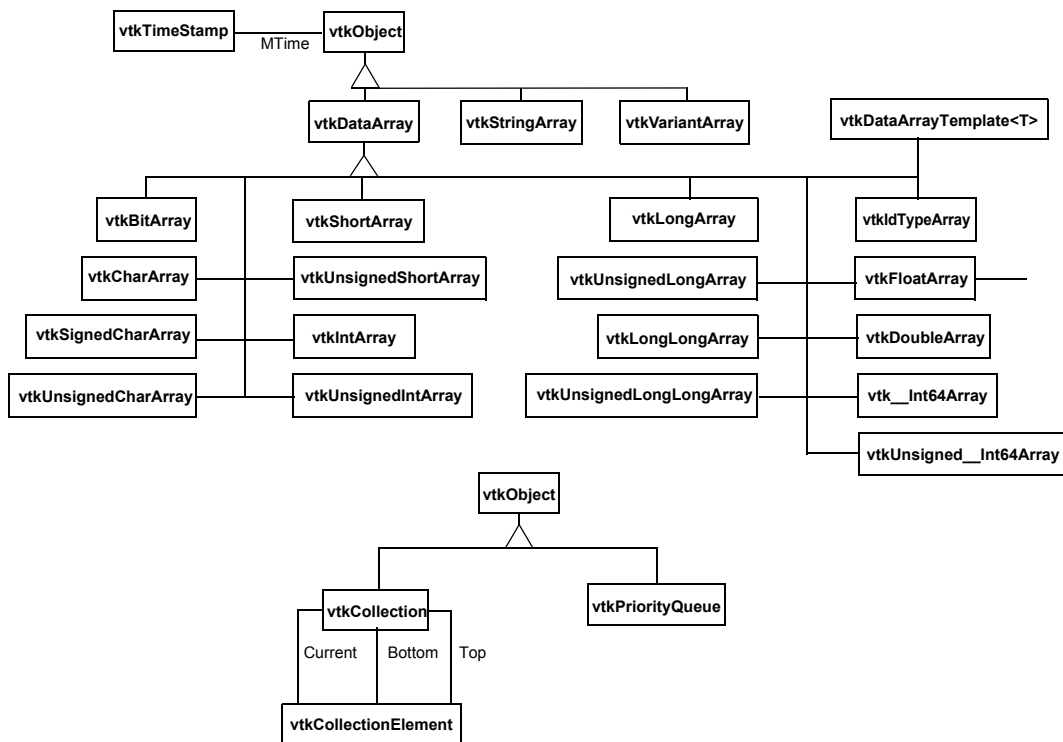 vtkTimeStamp
MTime
vtkObject
vtkDataArray
vtkStringArray
vtkVariantArray
vtkDataArrayTemplate<T>
vtkBitArray
vtkShortArray
vtkLongArray
vtkIdTypeArray
vtkCharArray
vtkUnsignedShortArray
vtkUnsignedLongArray
vtkFloatArray
vtkSignedCharArray
vtkIntArray
vtkLongLongArray
vtkDoubleArray
vtkUnsignedCharArray
vtkUnsignedIntArray
vtkUnsignedLongLongArray
vtk__Int64Array
vtkUnsigned__Int64Array
vtkObject
vtkCollection
vtkPriorityQueue
Current
Bottom
Top
vtkCollectionElement